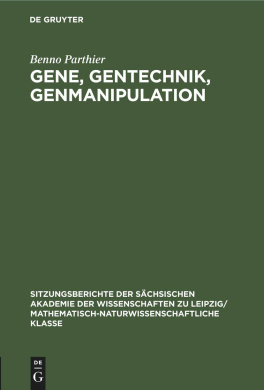 DE GRUYTER
Benno Parthier
GENE, GENTECHNIK,
GENMANIPULATION
SITZUNGSBERICHTE DER SÄCHSISCHEN
AKADEMIE DER WISSENSCHAFTEN ZU LEIPZIG/
MATHEMATISCH-NATURWISSENSCHAFTLICHE
KLASSE
DE
G